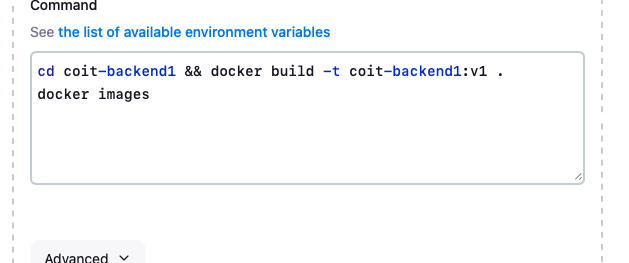 Command
See the list of available environment variables
cd coit-backend1 && docker build -t coit-backend1:v1 .
docker images
Advanced